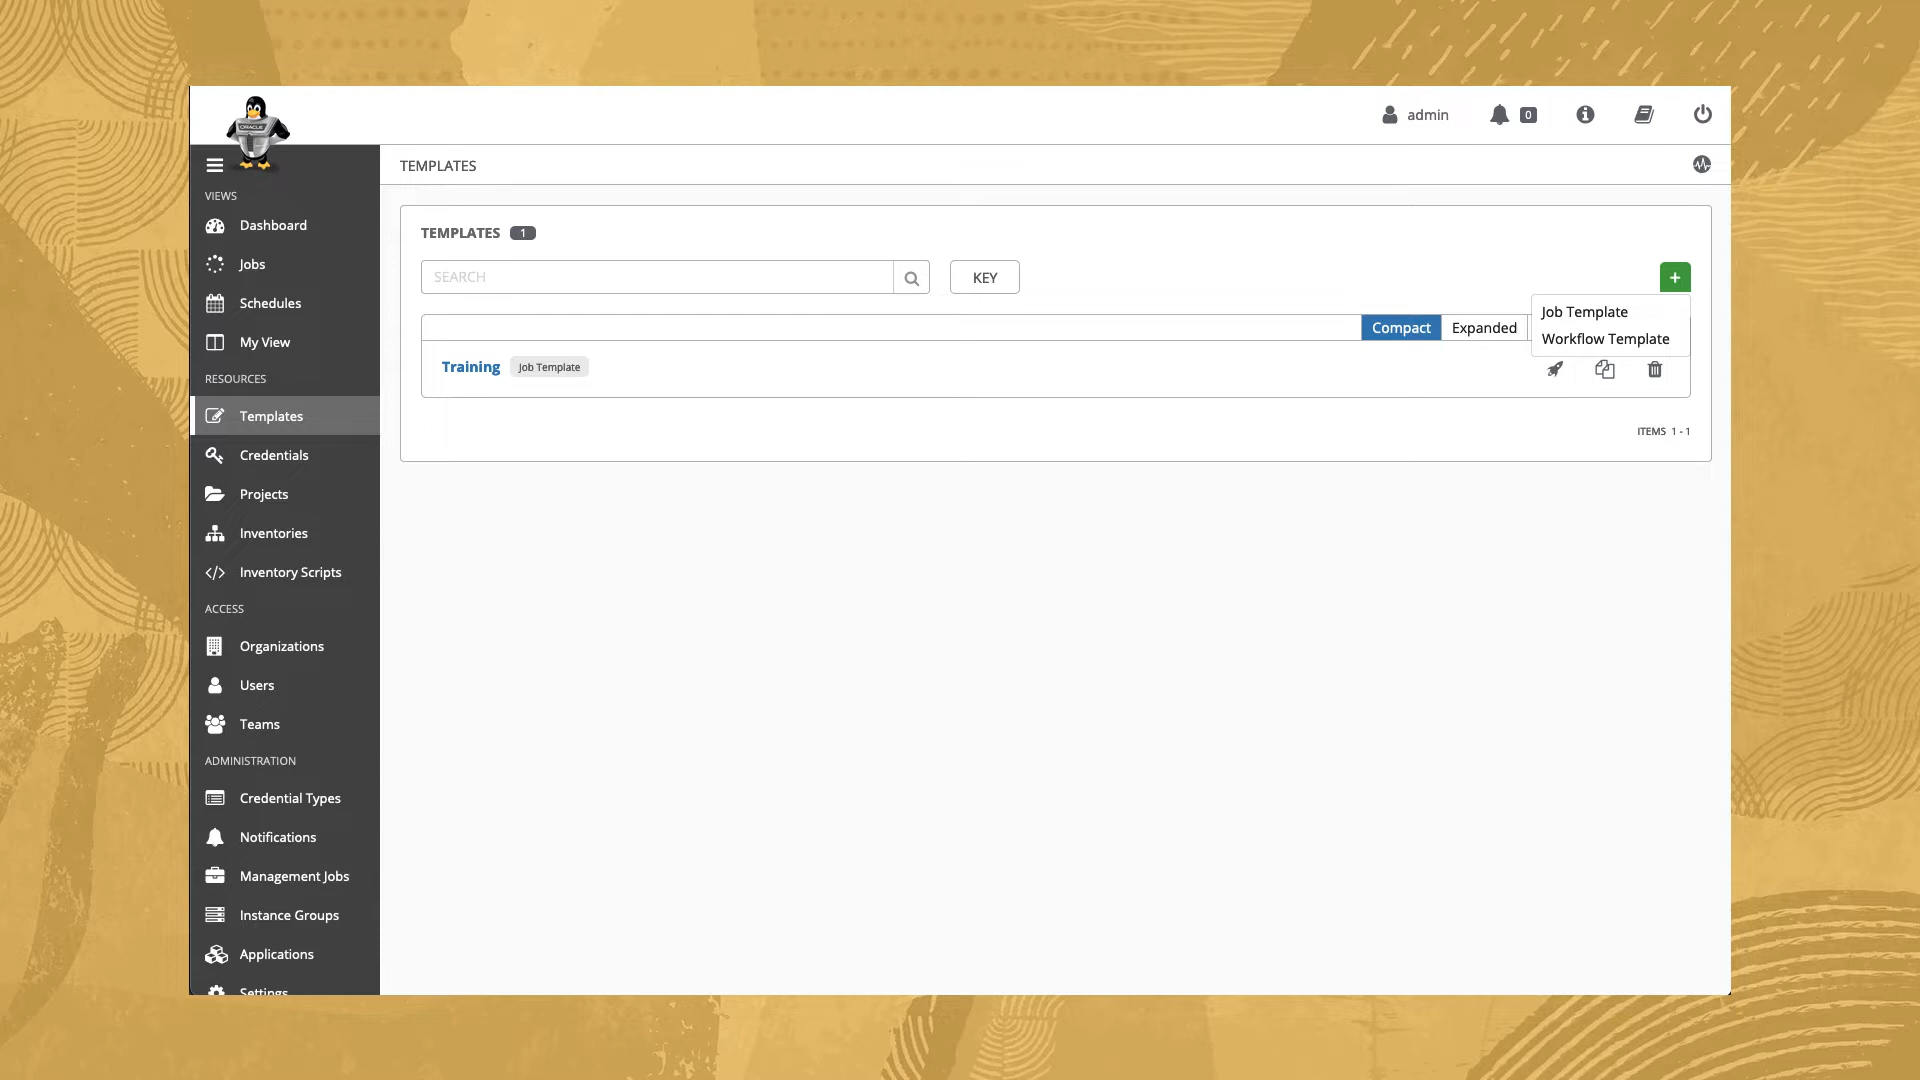 ORACLE
admin
0
VIEWS
Dashboard
Jobs
Schedules
My View
RESOURCES
Templates
Credentials
Projects
Inventories
Inventory Scripts
ACCESS
Organizations
Users
Teams
ADMINISTRATION
Credential Types
Notifications
Management Jobs
Instance Groups
Applications
Settings
TEMPLATES
TEMPLATES 1
SEARCH
KEY
+
Job Template
Workflow Template
Compact Expanded
Training Job Template
ITEMS 1 - 1